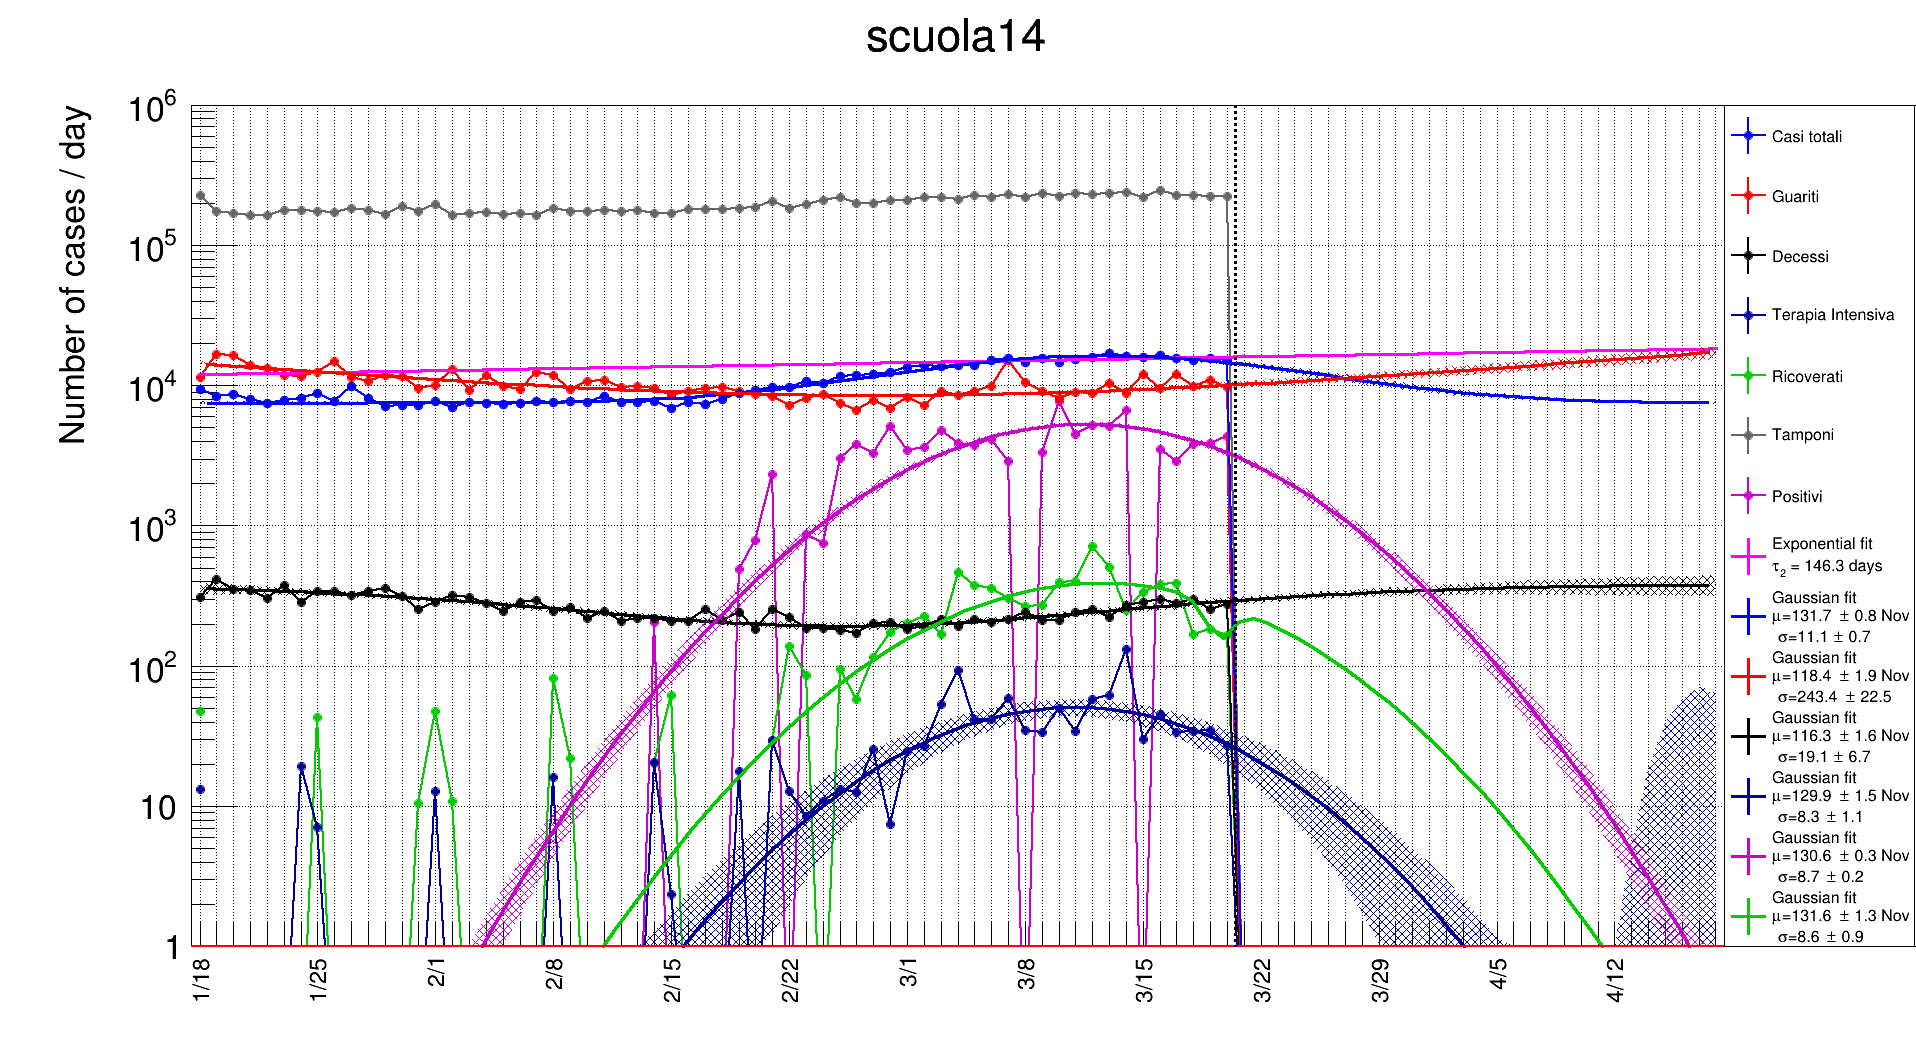 scuola14
Number of cases / day
10^6
10^5
10^4
10^3
10^2
10
1
1/18
1/25
2/1
2/8
2/15
2/22
3/1
3/8
3/15
3/22
3/29
4/5
4/12
Casi totali
Guariti
Decessi
Terapia Intensiva
Ricoverati
Tamponi
Positivi
Exponential fit
τ₂ = 146.3 days
Gaussian fit
μ=131.7 ± 0.8 Nov
σ=11.1 ± 0.7
Gaussian fit
μ=118.4 ± 1.9 Nov
σ=243.4 ± 22.5
Gaussian fit
μ=116.3 ± 1.6 Nov
σ=19.1 ± 6.7
Gaussian fit
μ=129.9 ± 1.5 Nov
σ=8.3 ± 1.1
Gaussian fit
μ=130.6 ± 0.3 Nov
σ=8.7 ± 0.2
Gaussian fit
μ=131.6 ± 1.3 Nov
σ=8.6 ± 0.9